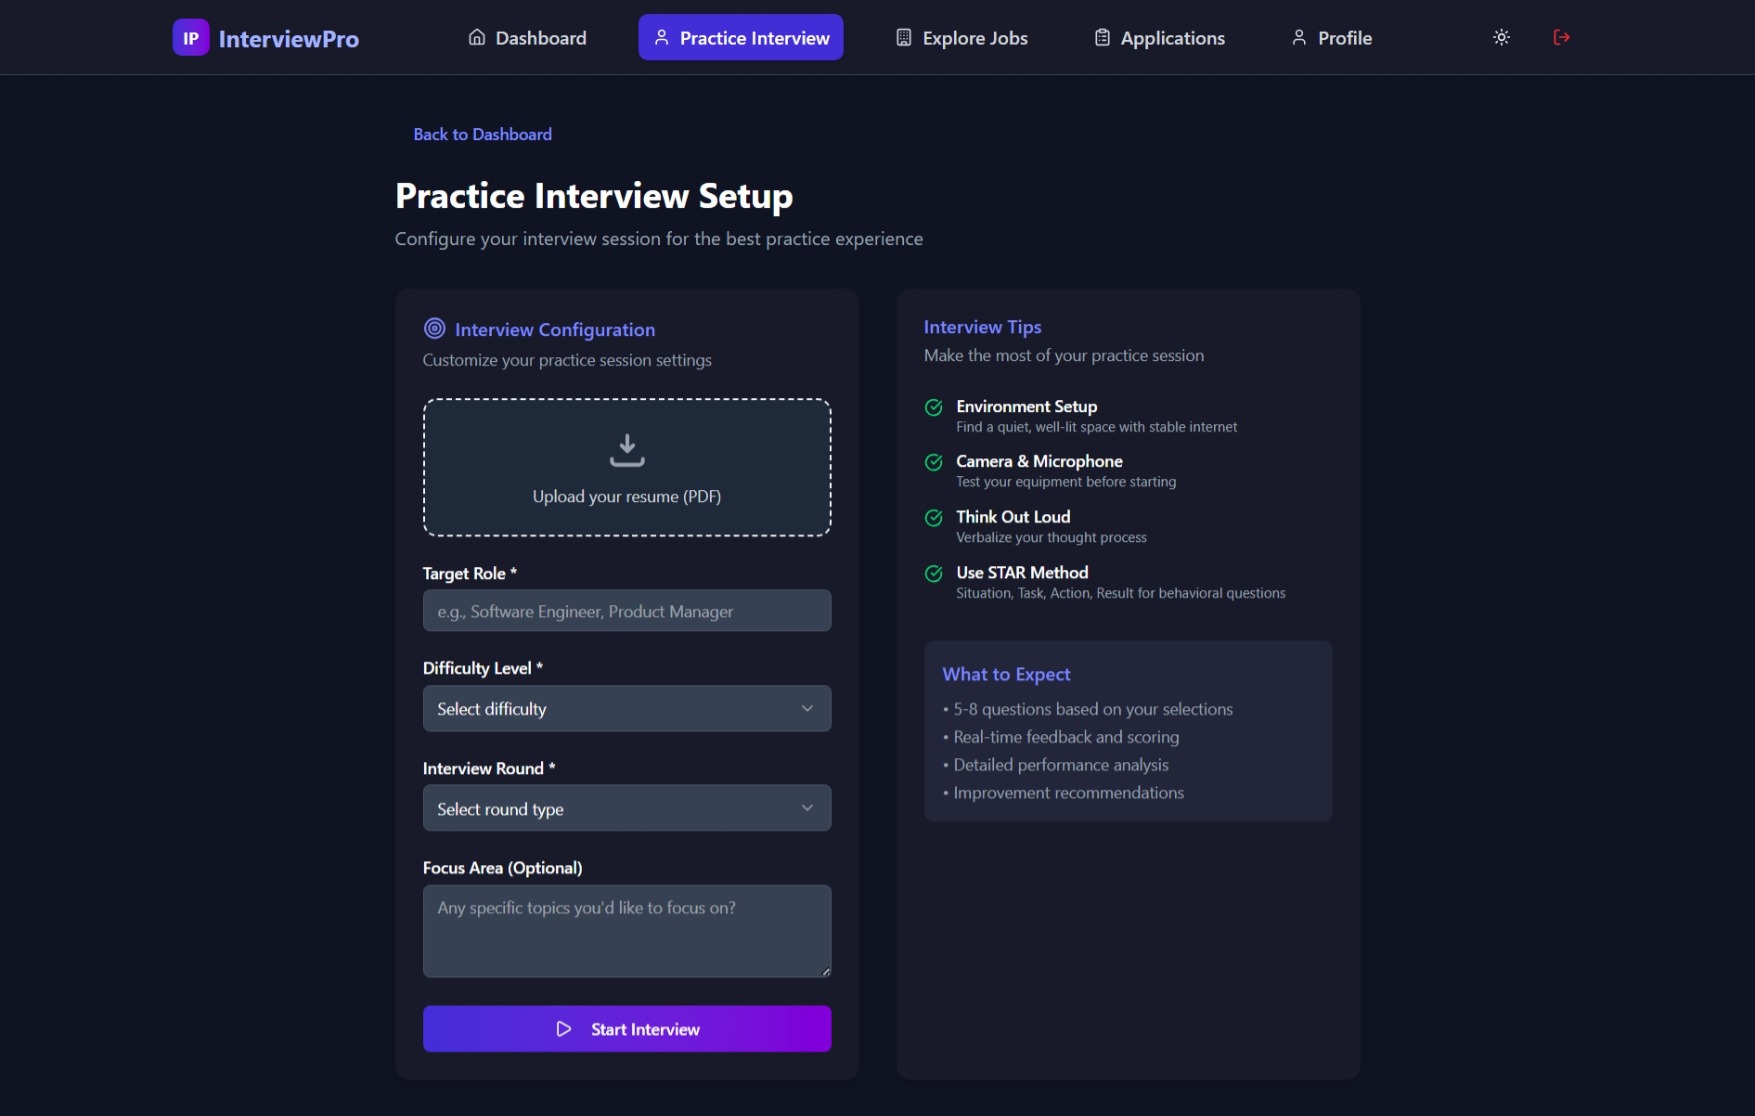 IP InterviewPro Dashboard Practice Interview Explore Jobs Applications Profile
Back to Dashboard
Practice Interview Setup
Configure your interview session for the best practice experience
Interview Configuration
Customize your practice session settings
Upload your resume (PDF)
Target Role *
e.g., Software Engineer, Product Manager
Difficulty Level *
Select difficulty
Interview Round *
Select round type
Focus Area (Optional)
Any specific topics you'd like to focus on?
Start Interview
Interview Tips
Make the most of your practice session
Environment Setup
Find a quiet, well-lit space with stable internet
Camera & Microphone
Test your equipment before starting
Think Out Loud
Verbalize your thought process
Use STAR Method
Situation, Task, Action, Result for behavioral questions
What to Expect
• 5-8 questions based on your selections
• Real-time feedback and scoring
• Detailed performance analysis
• Improvement recommendations